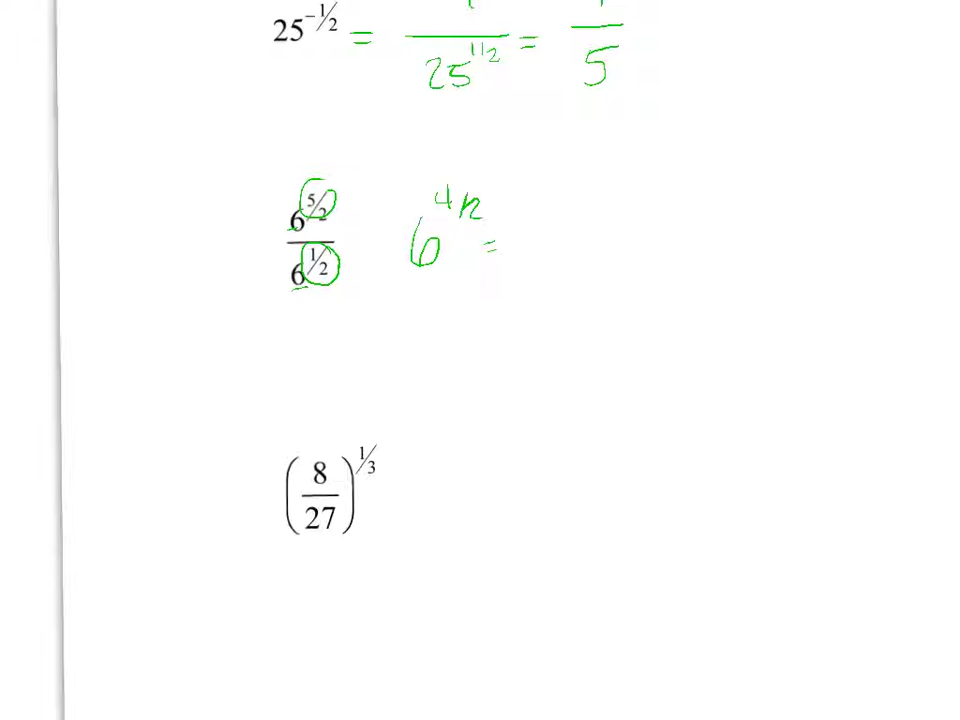 25^{-1/2} = 1/25^{1/2} = 1/5
6^{5/2}/6^{1/2} 6^{4/2} =
(8/27)^{1/3}